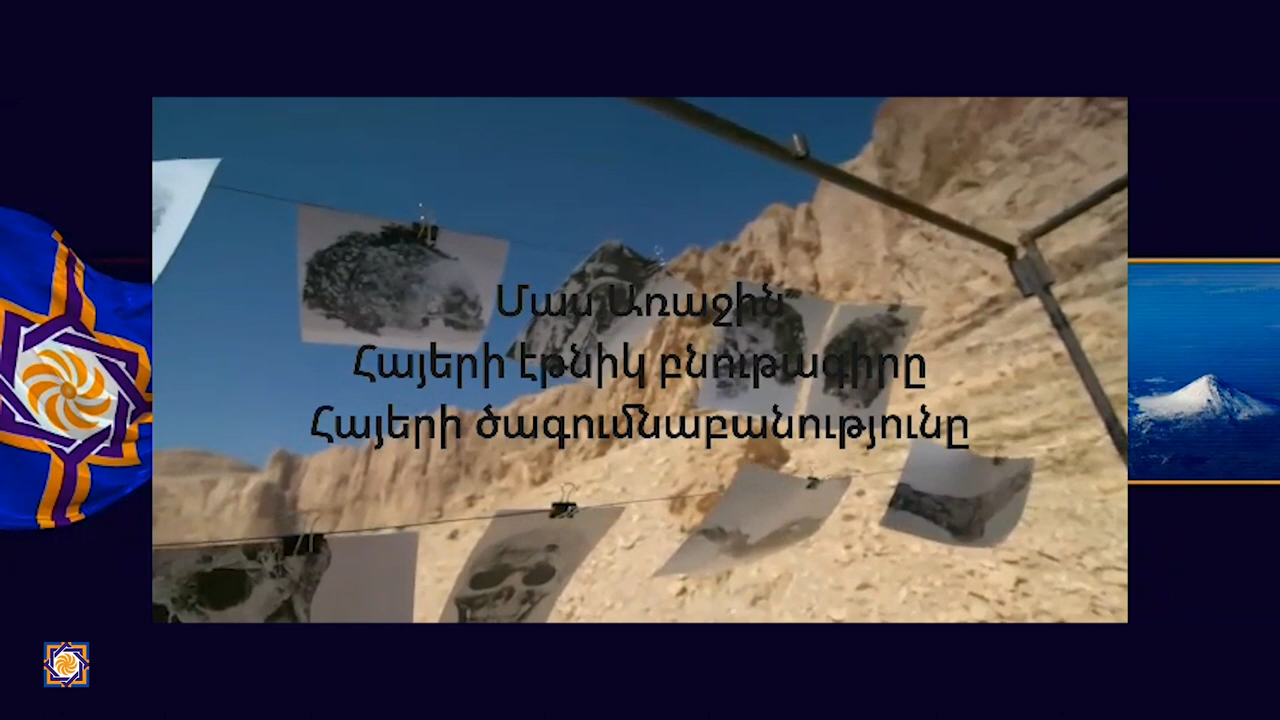 Մաս Առաջին
Հայերի էթնիկ բնութագիրը
Հայերի ծագումնաբանությունը